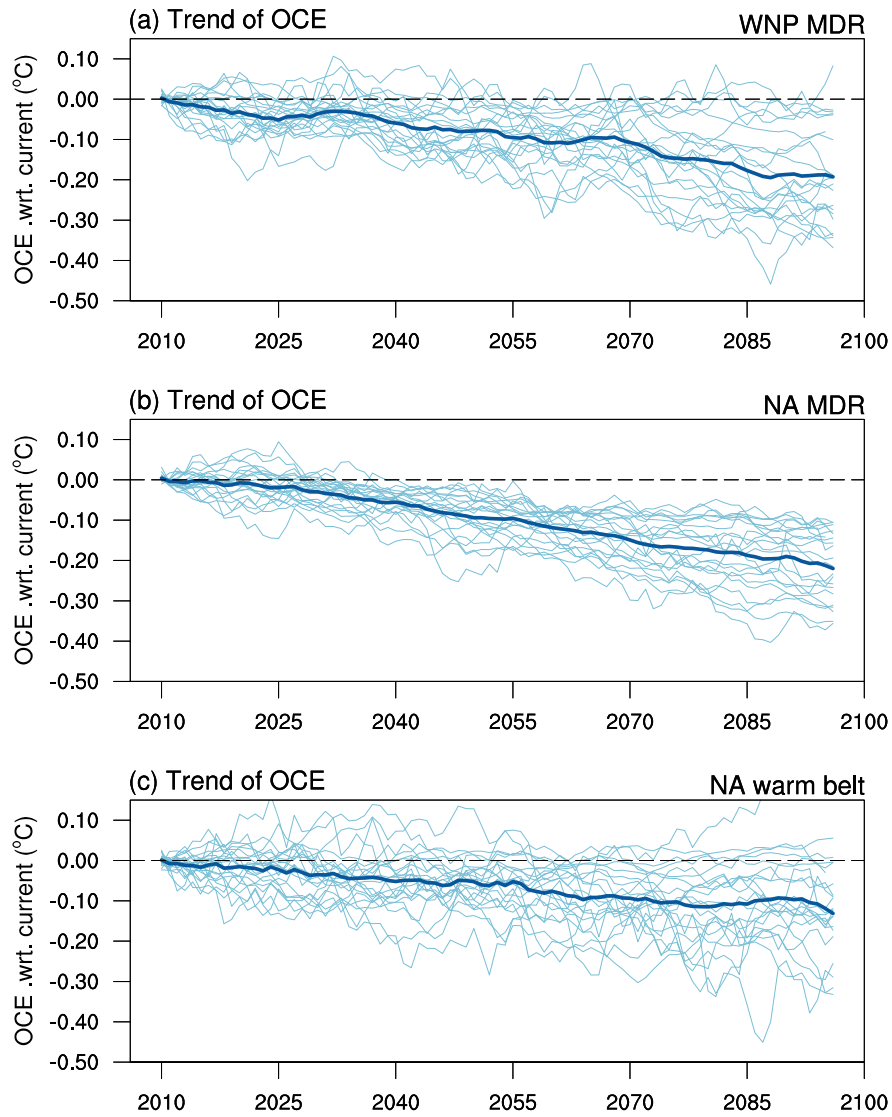 (a) Trend of OCE WNP MDR
OCE .wrt. current (°C)
0.10
0.00
-0.10
-0.20
-0.30
-0.40
-0.50
2010 2025 2040 2055 2070 2085 2100
(b) Trend of OCE NA MDR
OCE .wrt. current (°C)
0.10
0.00
-0.10
-0.20
-0.30
-0.40
-0.50
2010 2025 2040 2055 2070 2085 2100
(c) Trend of OCE NA warm belt
OCE .wrt. current (°C)
0.10
0.00
-0.10
-0.20
-0.30
-0.40
-0.50
2010 2025 2040 2055 2070 2085 2100